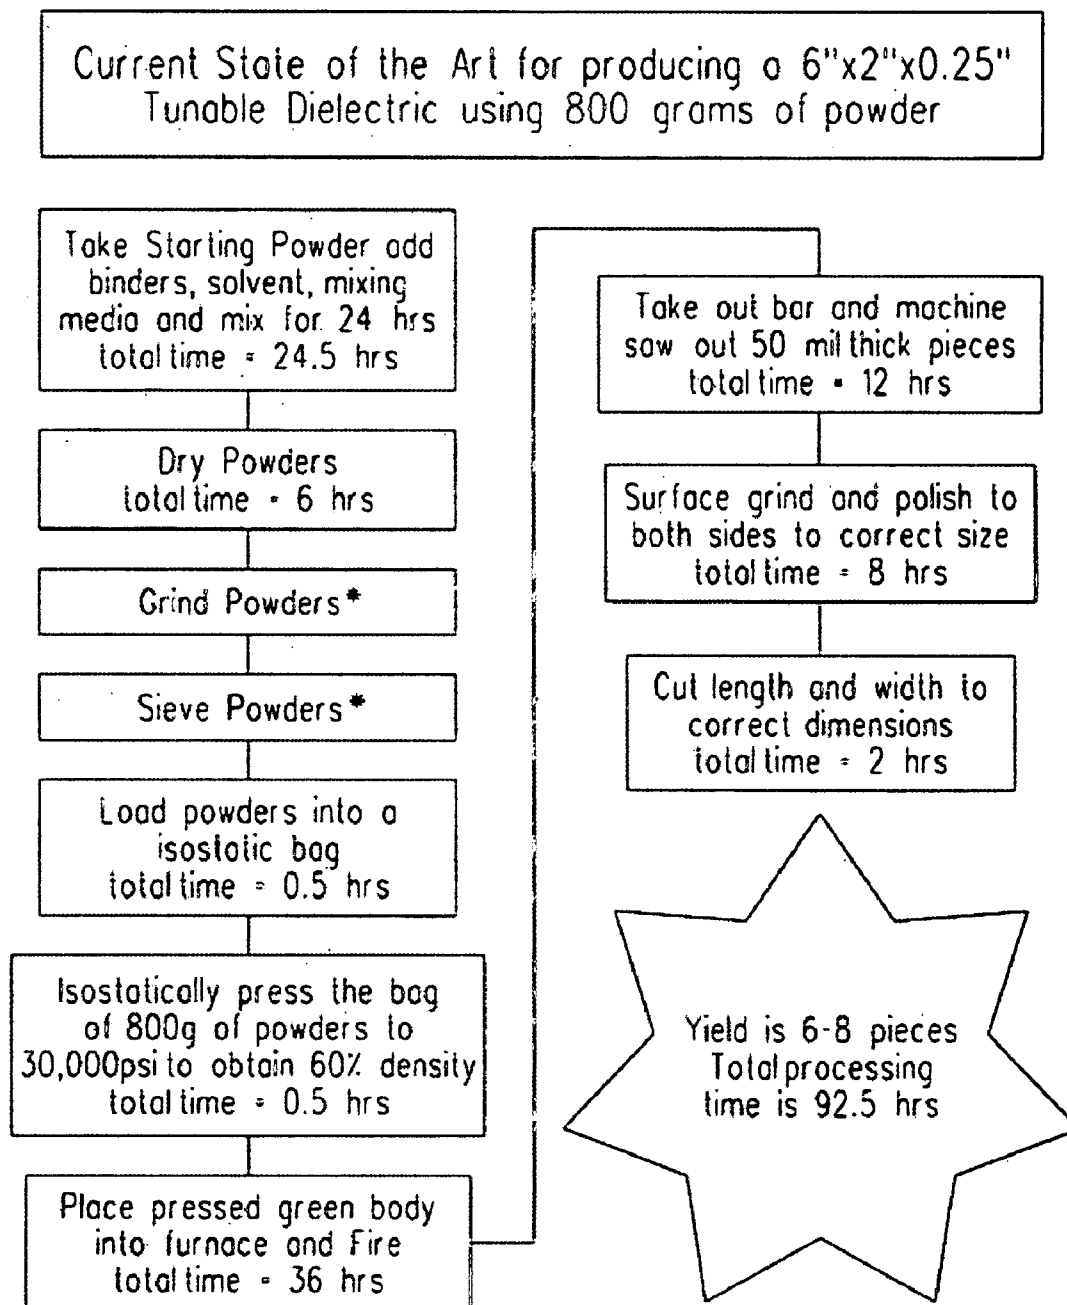 Current State of the Art for producing a 6"x2"x0.25"
Tunable Dielectric using 800 grams of powder
Take Starting Powder add
binders, solvent, mixing
media and mix for 24 hrs
total time = 24.5 hrs
Dry Powders
total time = 6 hrs
Grind Powders*
Sieve Powders*
Load powders into a
isostatic bag
total time = 0.5 hrs
Isostatically press the bag
of 800g of powders to
30,000psi to obtain 60% density
total time = 0.5 hrs
Place pressed green body
into furnace and Fire
total time = 36 hrs
Take out bar and machine
saw out 50 mil thick pieces
total time = 12 hrs
Surface grind and polish to
both sides to correct size
total time = 8 hrs
Cut length and width to
correct dimensions
total time = 2 hrs
Yield is 6-8 pieces
Total processing
time is 92.5 hrs